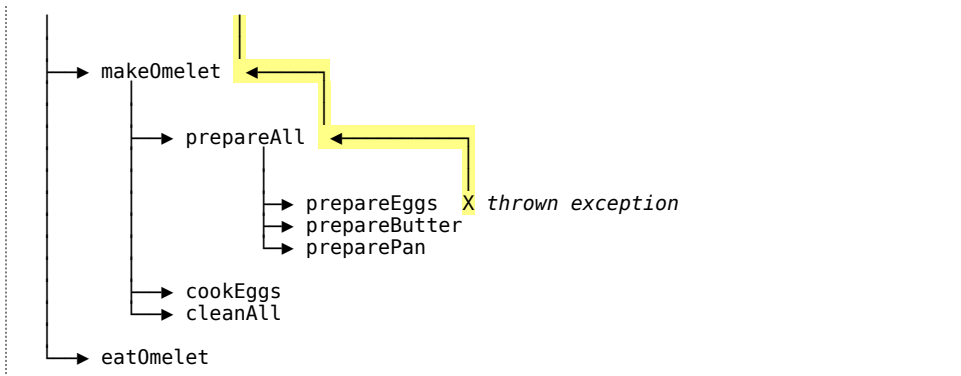 makeOmelet
prepareAll
prepareEggs X thrown exception
prepareButter
preparePan
cookEggs
cleanAll
eatOmelet